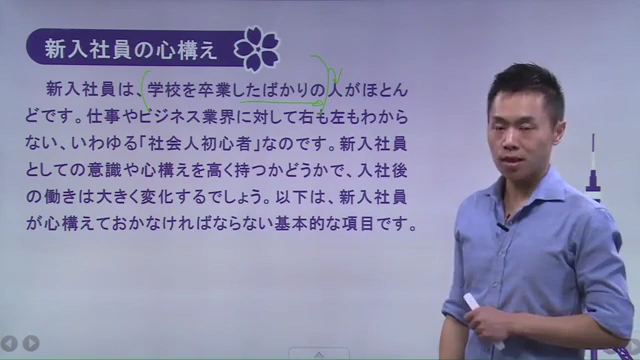 新入社員の心構え
新入社員は、学校を卒業したばかりの人がほとん
どです。仕事やビジネス業界に対して右も左もわから
ない、いわゆる「社会人初心者」なのです。新入社員
としての意識や心構えを高く持つかどうかで、入社後
の働きは大きく変化するでしょう。以下は、新入社員
が心構えておかなければならない基本的な項目です。